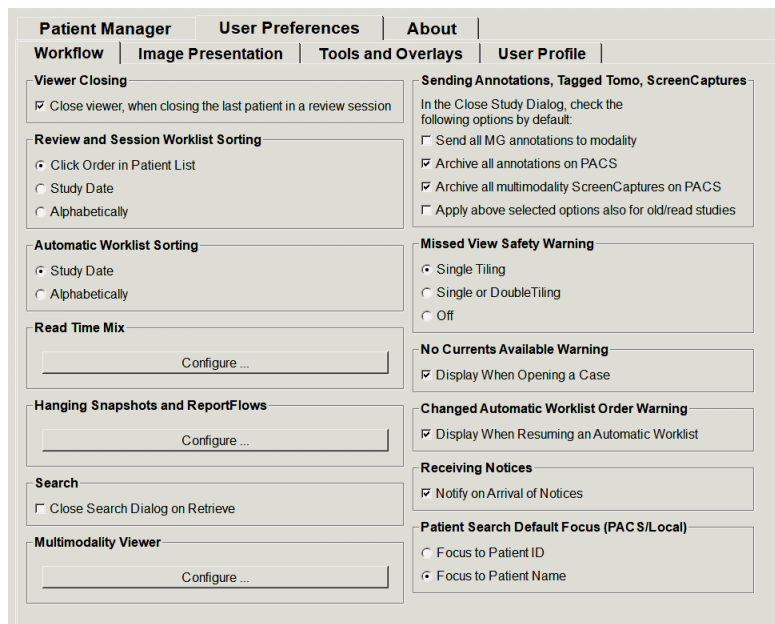 Patient Manager
User Preferences
About
Workflow
Image Presentation
Tools and Overlays
User Profile
Viewer Closing
Close viewer, when closing the last patient in a review session
Review and Session Worklist Sorting
Click Order in Patient List
Study Date
Alphabetically
Automatic Worklist Sorting
Study Date
Alphabetically
Read Time Mix
Configure ...
Hanging Snapshots and ReportFlows
Configure ...
Search
Close Search Dialog on Retrieve
Multimodality Viewer
Configure ...
Sending Annotations, Tagged Tomo, ScreenCaptures
In the Close Study Dialog, check the
following options by default:
Send all MG annotations to modality
Archive all annotations on PACS
Archive all multimodality ScreenCaptures on PACS
Apply above selected options also for old/read studies
Missed View Safety Warning
Single Tiling
Single or DoubleTiling
Off
No Currents Available Warning
Display When Opening a Case
Changed Automatic Worklist Order Warning
Display When Resuming an Automatic Worklist
Receiving Notices
Notify on Arrival of Notices
Patient Search Default Focus (PACS/Local)
Focus to Patient ID
Focus to Patient Name